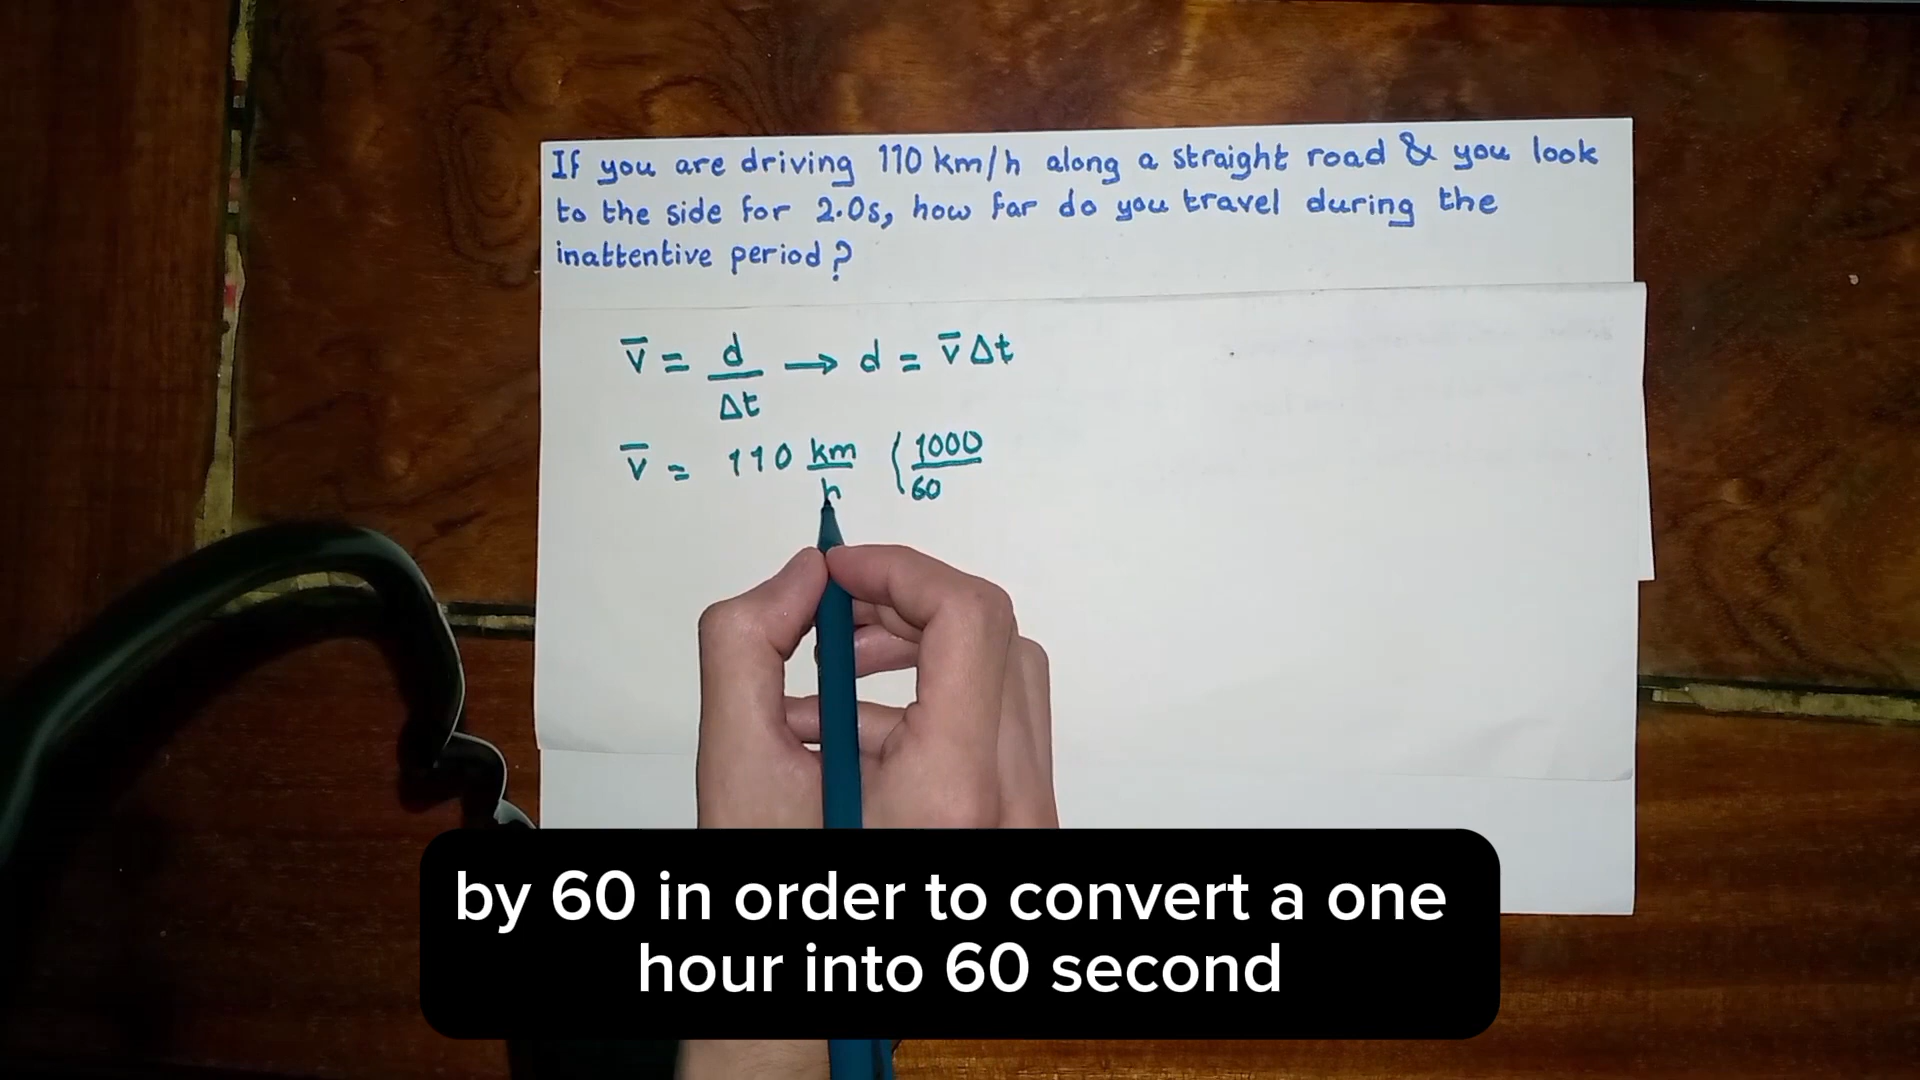 If you are driving 110 km/h along a straight road & you look
to the side for 2.0s, how far do you travel during the
inattentive period?
v̅ = d/Δt → d = v̅ Δt
v̅ = 110 km/h (1000/60
by 60 in order to convert a one
hour into 60 second